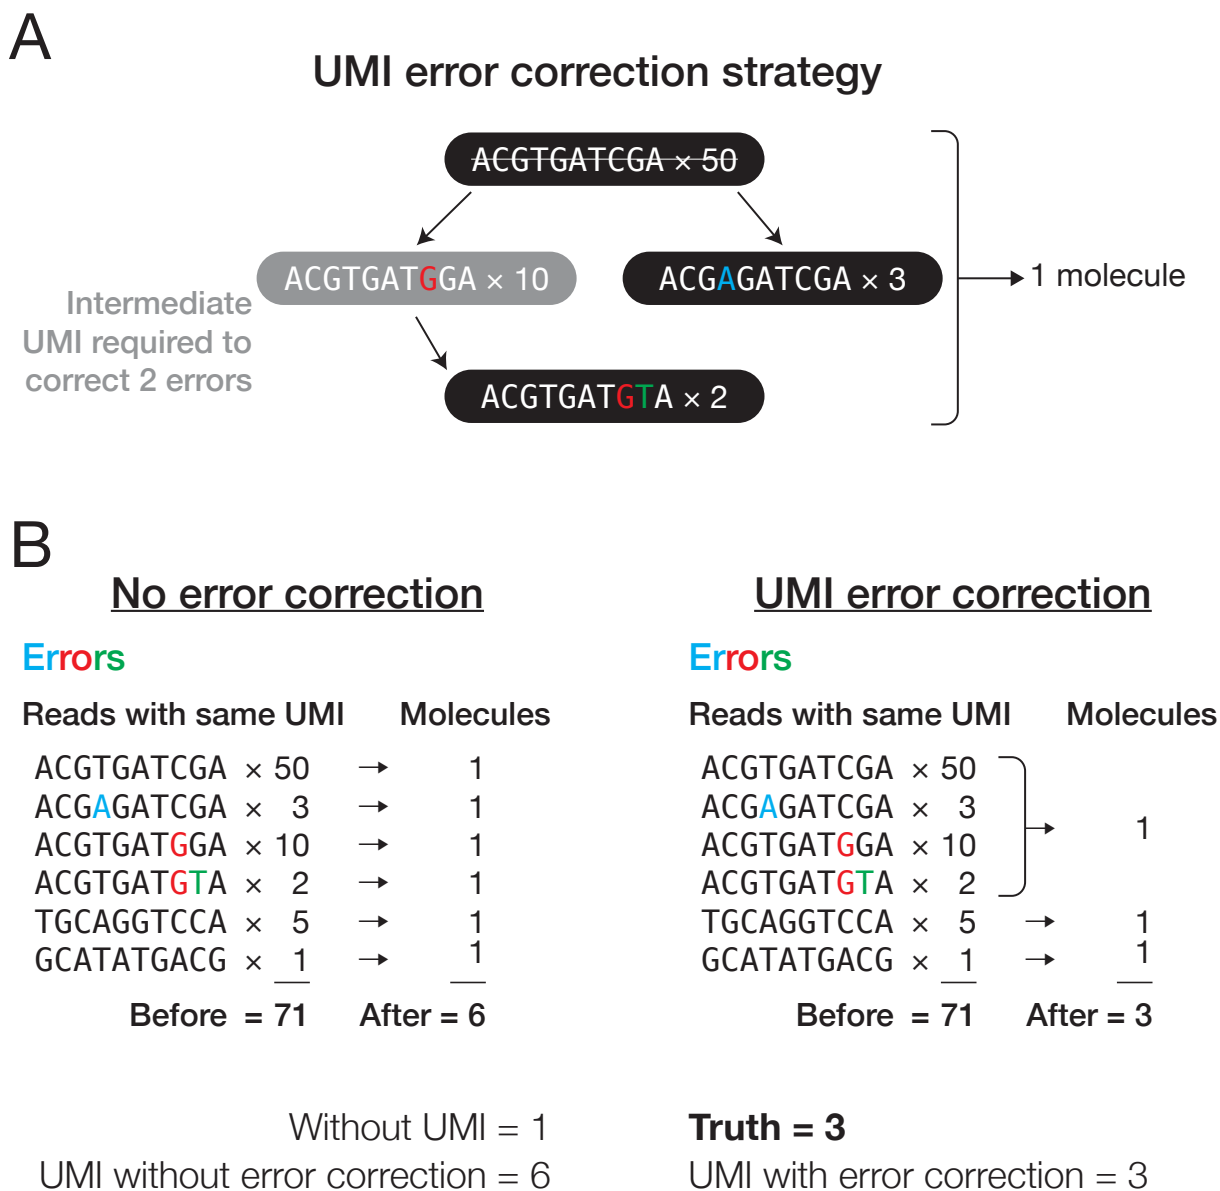 A
UMI error correction strategy
ACGTGATCGA × 50
ACGTGATGGA × 10
ACGAGATCGA × 3
1 molecule
Intermediate
UMI required to
correct 2 errors
ACGTGATGTA × 2
B
No error correction
Errors
Reads with same UMI Molecules
ACGTGATCGA × 50 → 1
ACGAGATCGA × 3 → 1
ACGTGATGGA × 10 → 1
ACGTGATGTA × 2 → 1
TGCAGGTCCA × 5 → 1
GCATATGACG × 1 → 1
Before = 71 After = 6
Without UMI = 1
UMI without error correction = 6
UMI error correction
Errors
Reads with same UMI Molecules
ACGTGATCGA × 50
ACGAGATCGA × 3
→ 1
ACGTGATGGA × 10
ACGTGATGTA × 2
TGCAGGTCCA × 5 → 1
GCATATGACG × 1 → 1
Before = 71 After = 3
Truth = 3
UMI with error correction = 3